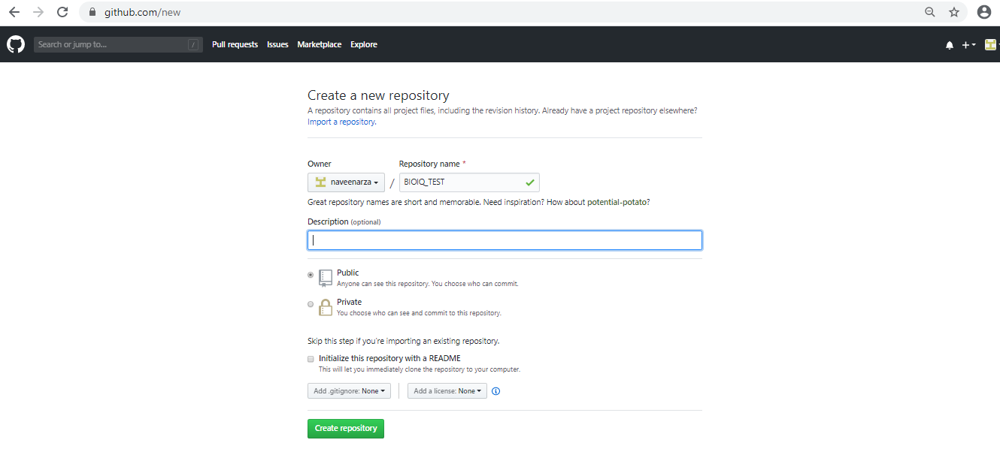 github.com/new
Search or jump to... /
Pull requests Issues Marketplace Explore
Create a new repository
A repository contains all project files, including the revision history. Already have a project repository elsewhere?
Import a repository.
Owner Repository name *
naveenarza / BIOIQ_TEST
Great repository names are short and memorable. Need inspiration? How about potential-potato?
Description (optional)
Public
Anyone can see this repository. You choose who can commit.
Private
You choose who can see and commit to this repository.
Skip this step if you're importing an existing repository.
Initialize this repository with a README
This will let you immediately clone the repository to your computer.
Add .gitignore: None Add a license: None
Create repository